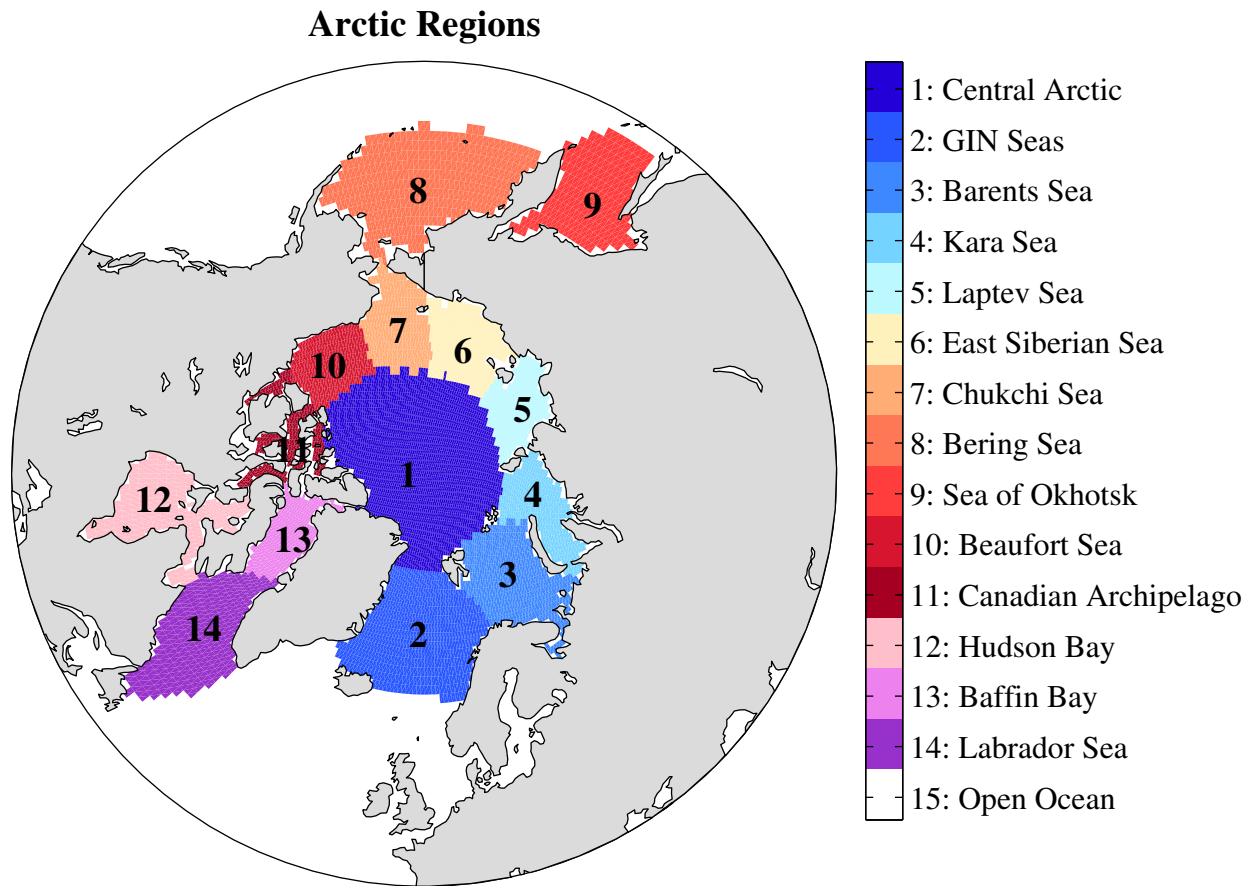 Arctic Regions
8
9
7
6
10
5
11
1
4
12
13
3
14
2
1: Central Arctic
2: GIN Seas
3: Barents Sea
4: Kara Sea
5: Laptev Sea
6: East Siberian Sea
7: Chukchi Sea
8: Bering Sea
9: Sea of Okhotsk
10: Beaufort Sea
11: Canadian Archipelago
12: Hudson Bay
13: Baffin Bay
14: Labrador Sea
15: Open Ocean